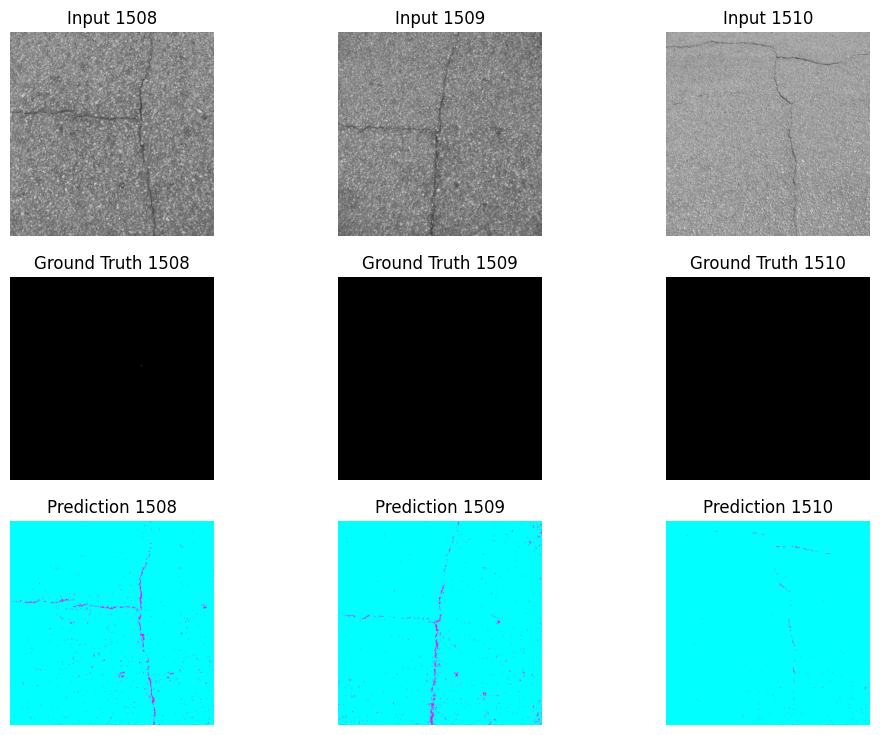 Input 1508
Input 1509
Input 1510
Ground Truth 1508
Ground Truth 1509
Ground Truth 1510
Prediction 1508
Prediction 1509
Prediction 1510